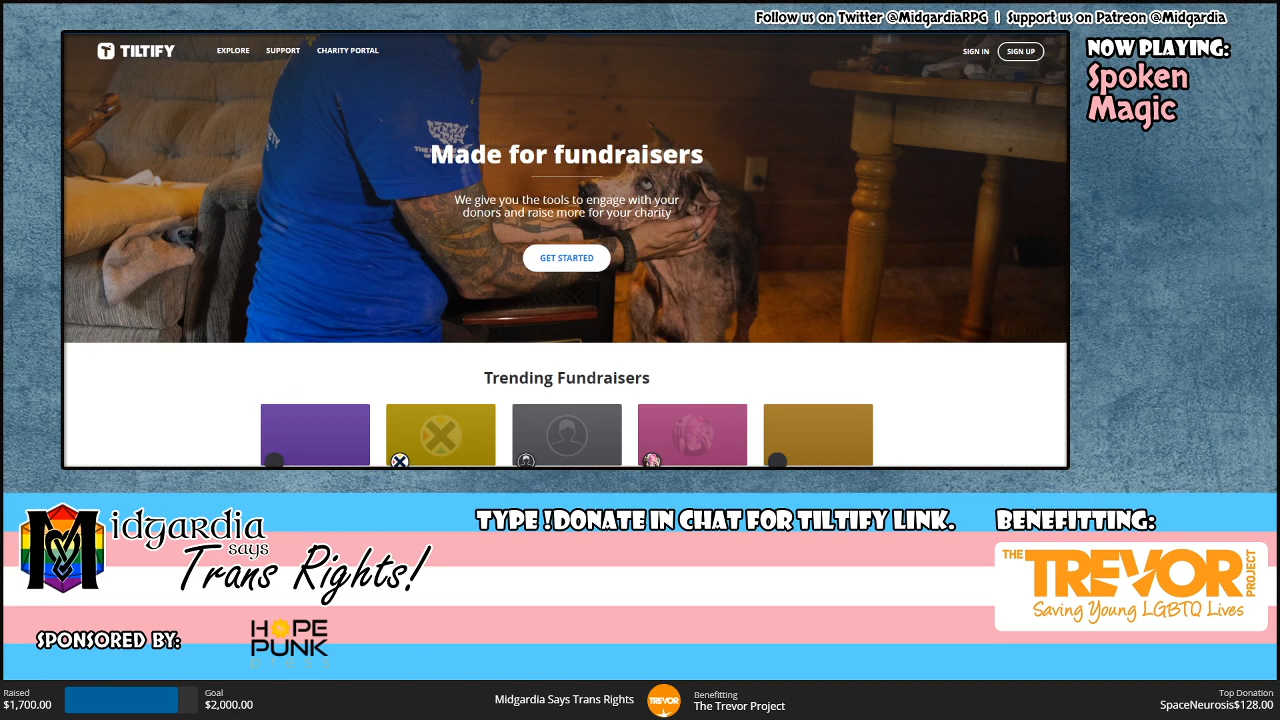 Follow us on Twitter @MidgardiaRPG | Support us on Patreon @Midgardia
TILTIFY
EXPLORE SUPPORT CHARITY PORTAL
SIGN IN SIGN UP
NOW PLAYING:
Spoken
Magic
Made for fundraisers
We give you the tools to engage with your
donors and raise more for your charity
GET STARTED
Trending Fundraisers
Midgardia
says
Trans Rights!
TYPE !DONATE IN CHAT FOR TILTIFY LINK.
BENEFITTING:
THE TREVOR PROJECT
Saving Young LGBTQ Lives
SPONSORED BY:
HOPE
PUNK
Raised
$1,700.00
Goal
$2,000.00
Midgardia Says Trans Rights
TREVOR
Benefitting
The Trevor Project
Top Donation
SpaceNeurosis$128.00